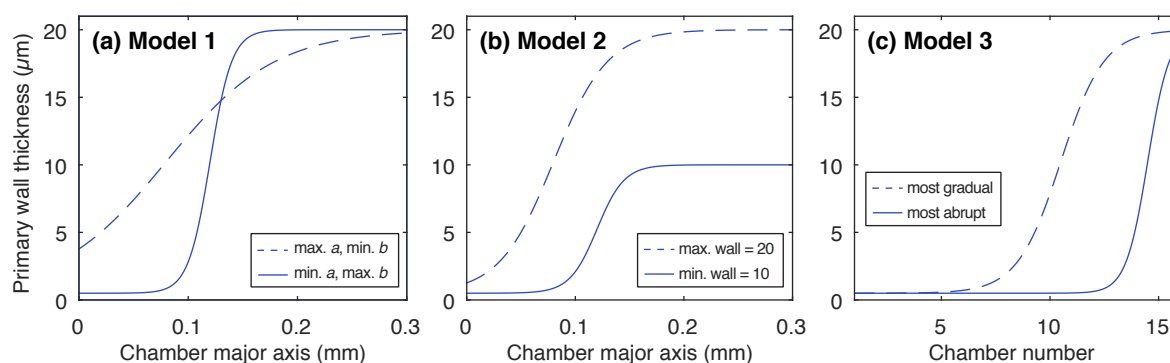 (a) Model 1
(b) Model 2
(c) Model 3
Primary wall thickness (µm)
20
15
10
5
0
max. a, min. b
min. a, max. b
0
0.1
0.2
0.3
Chamber major axis (mm)
20
15
10
5
0
max. wall = 20
min. wall = 10
0
0.1
0.2
0.3
Chamber major axis (mm)
20
15
10
5
0
most gradual
most abrupt
5
10
15
Chamber number